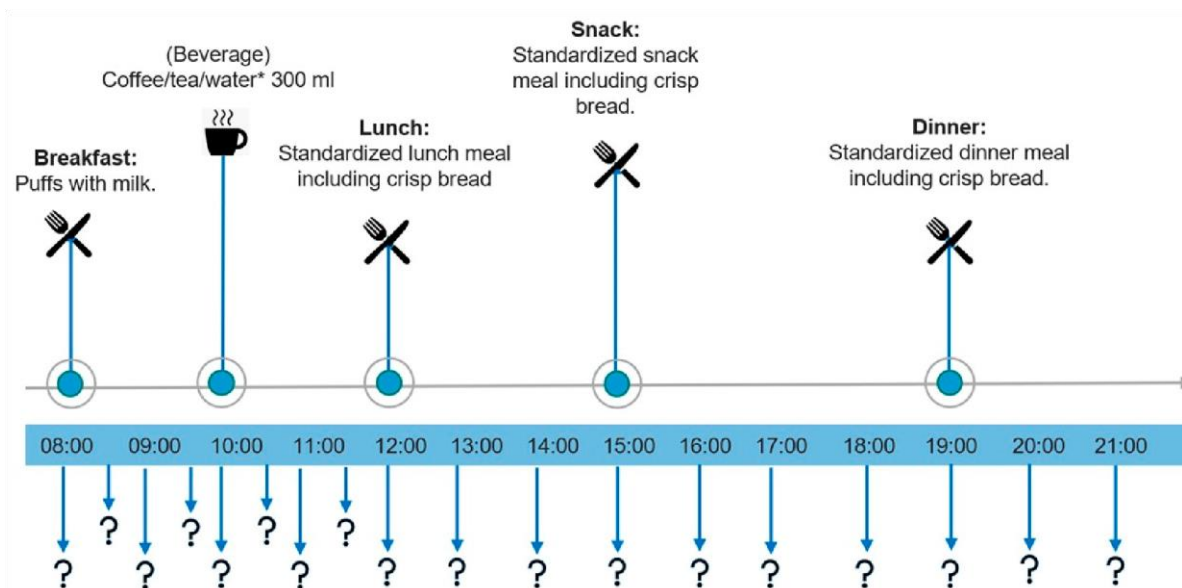 (Beverage)
Coffee/tea/water* 300 ml
Snack:
Standardized snack
meal including crisp
bread.
Breakfast:
Puffs with milk.
Lunch:
Standardized lunch meal
including crisp bread
Dinner:
Standardized dinner meal
including crisp bread.
08:00 09:00 10:00 11:00 12:00 13:00 14:00 15:00 16:00 17:00 18:00 19:00 20:00 21:00
? ? ? ?
? ? ? ? ? ? ? ? ? ? ? ? ? ?